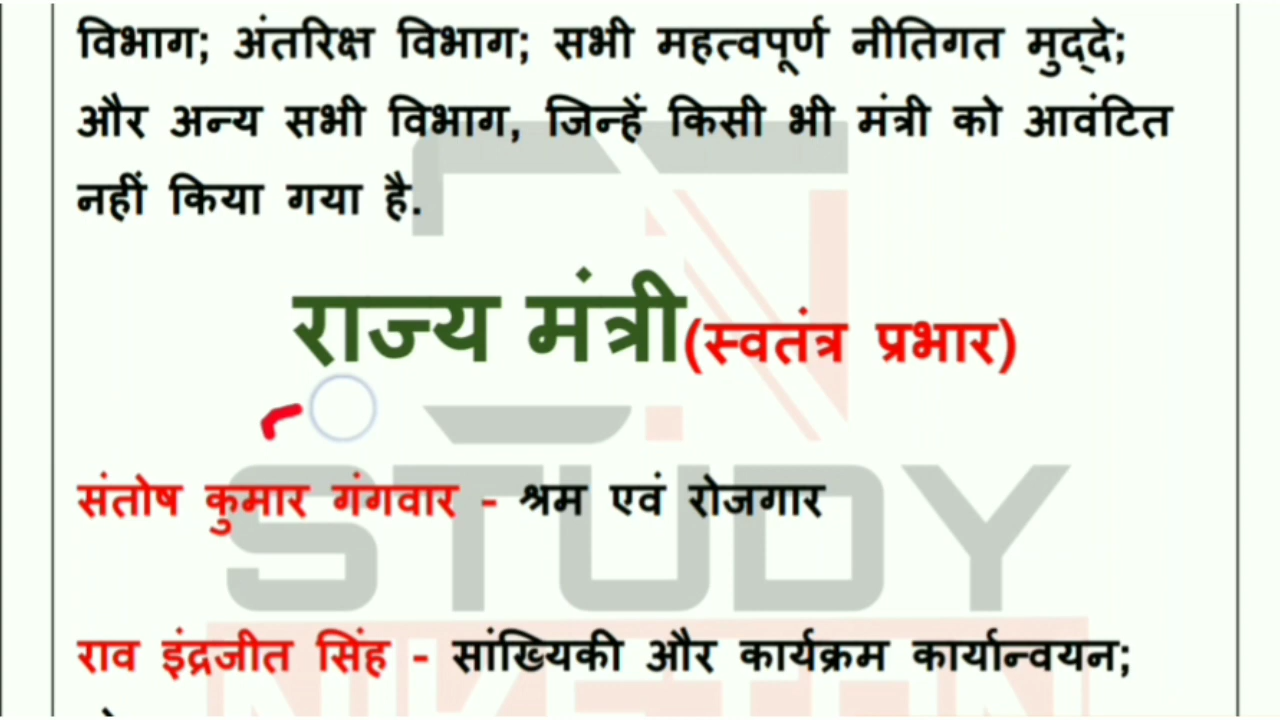 विभाग; अंतरिक्ष विभाग; सभी महत्वपूर्ण नीतिगत मुद्‌दे;
और अन्य सभी विभाग, जिन्हें किसी भी मंत्री को आवंटित
नहीं किया गया है.
राज्य मंत्री(स्वतंत्र प्रभार)
संतोष कुमार गंगवार - श्रम एवं रोजगार
STUDY
राव इंद्रजीत सिंह - सांख्यिकी और कार्यक्रम कार्यान्वयन;